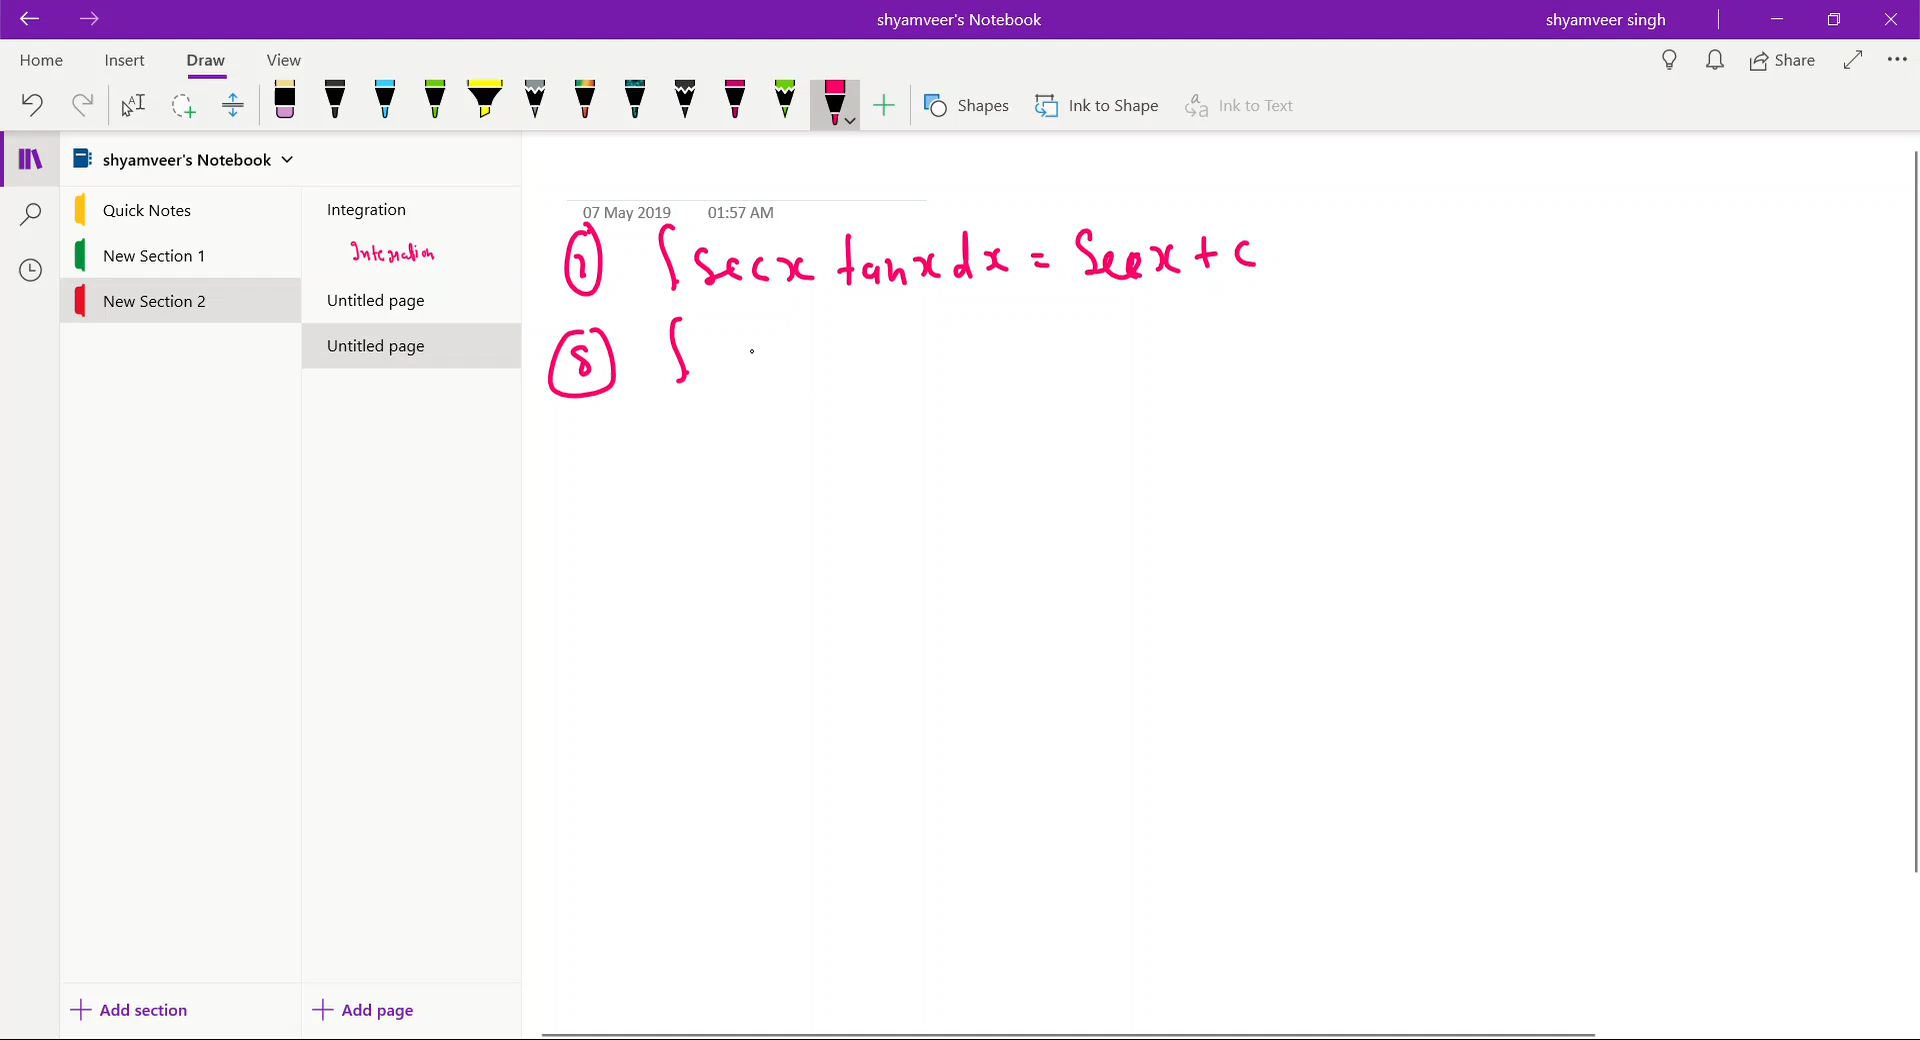 shyamveer's Notebook
shyamveer singh
Home Insert Draw View
Share
Shapes Ink to Shape Ink to Text
shyamveer's Notebook
Quick Notes
New Section 1
New Section 2
Integration
Integration
Untitled page
Untitled page
07 May 2019 01:57 AM
⑦ ∫ secx tanx dx = Secx + c
⑧ ∫
Add section
Add page